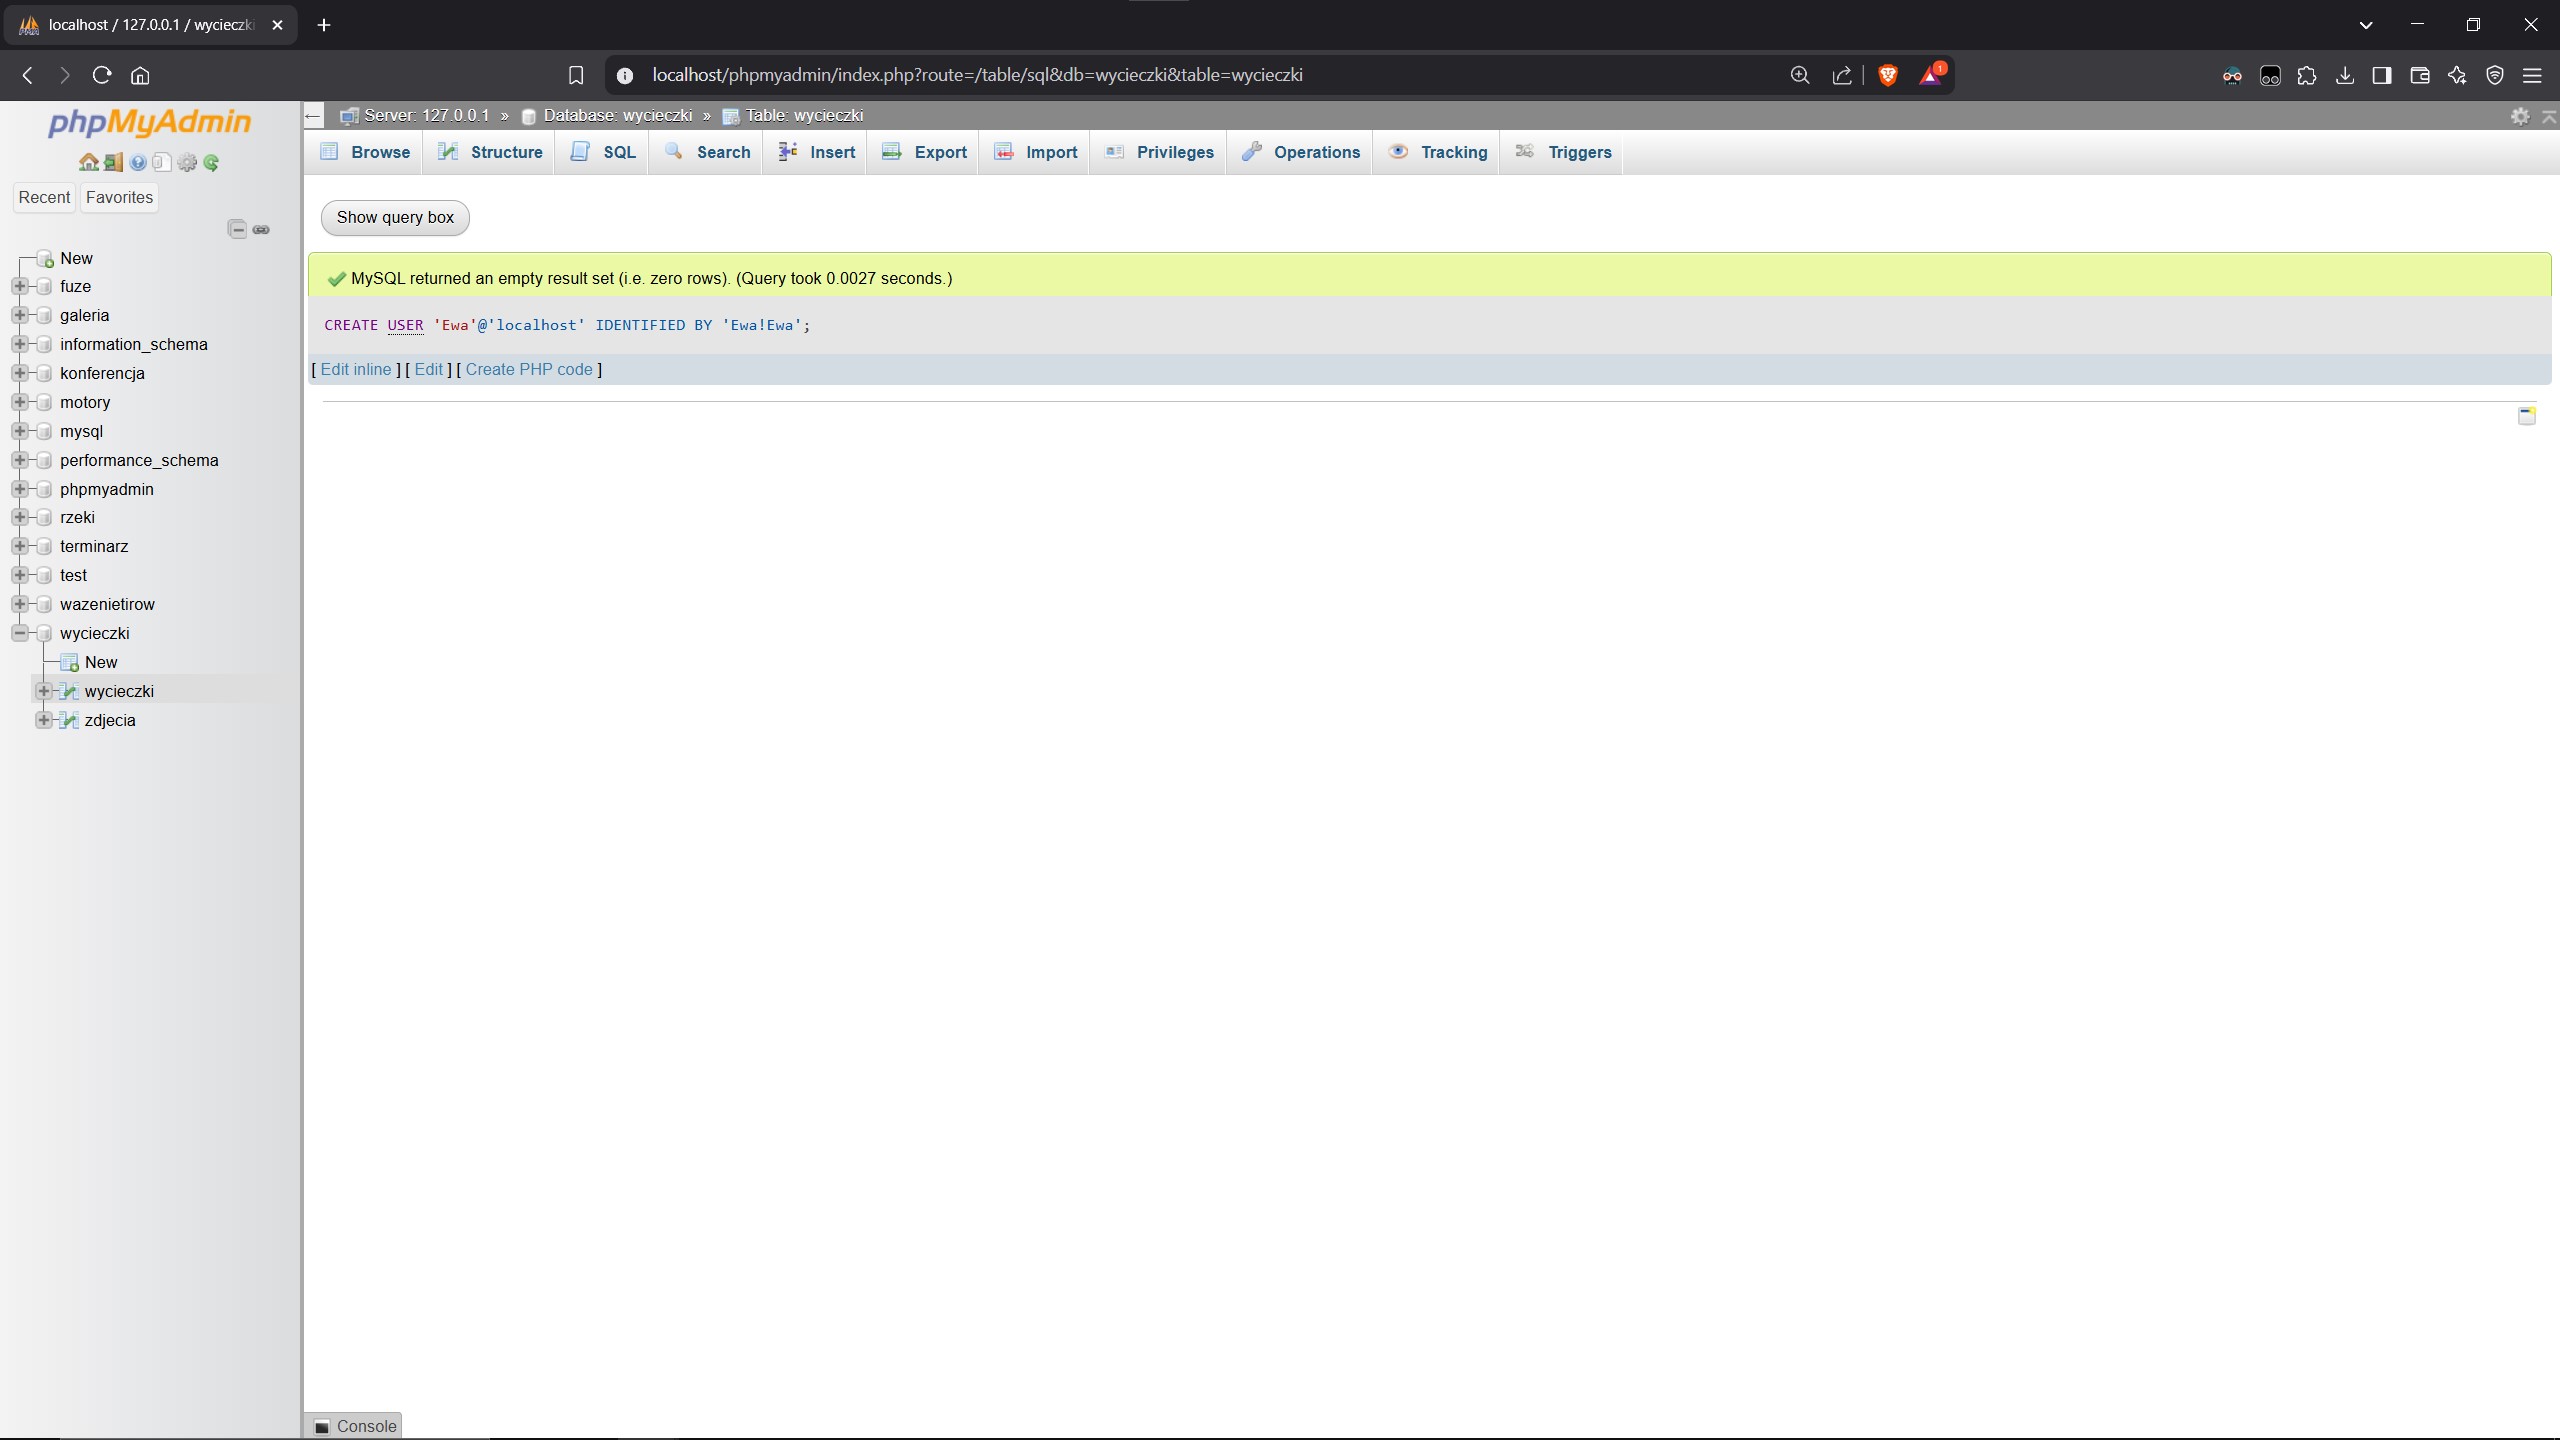 localhost / 127.0.0.1 / wycieczki
localhost/phpmyadmin/index.php?route=/table/sql&db=wycieczki&table=wycieczki
1
phpMyAdmin
Recent Favorites
New
fuze
galeria
information_schema
konferencja
motory
mysql
performance_schema
phpmyadmin
rzeki
terminarz
test
wazenietirow
wycieczki
New
wycieczki
zdjecia
Server: 127.0.0.1 » Database: wycieczki » Table: wycieczki
Browse Structure SQL Search Insert Export Import Privileges Operations Tracking Triggers
Show query box
MySQL returned an empty result set (i.e. zero rows). (Query took 0.0027 seconds.)
CREATE USER 'Ewa'@'localhost' IDENTIFIED BY 'Ewa!Ewa';
[ Edit inline ] [ Edit ] [ Create PHP code ]
Console